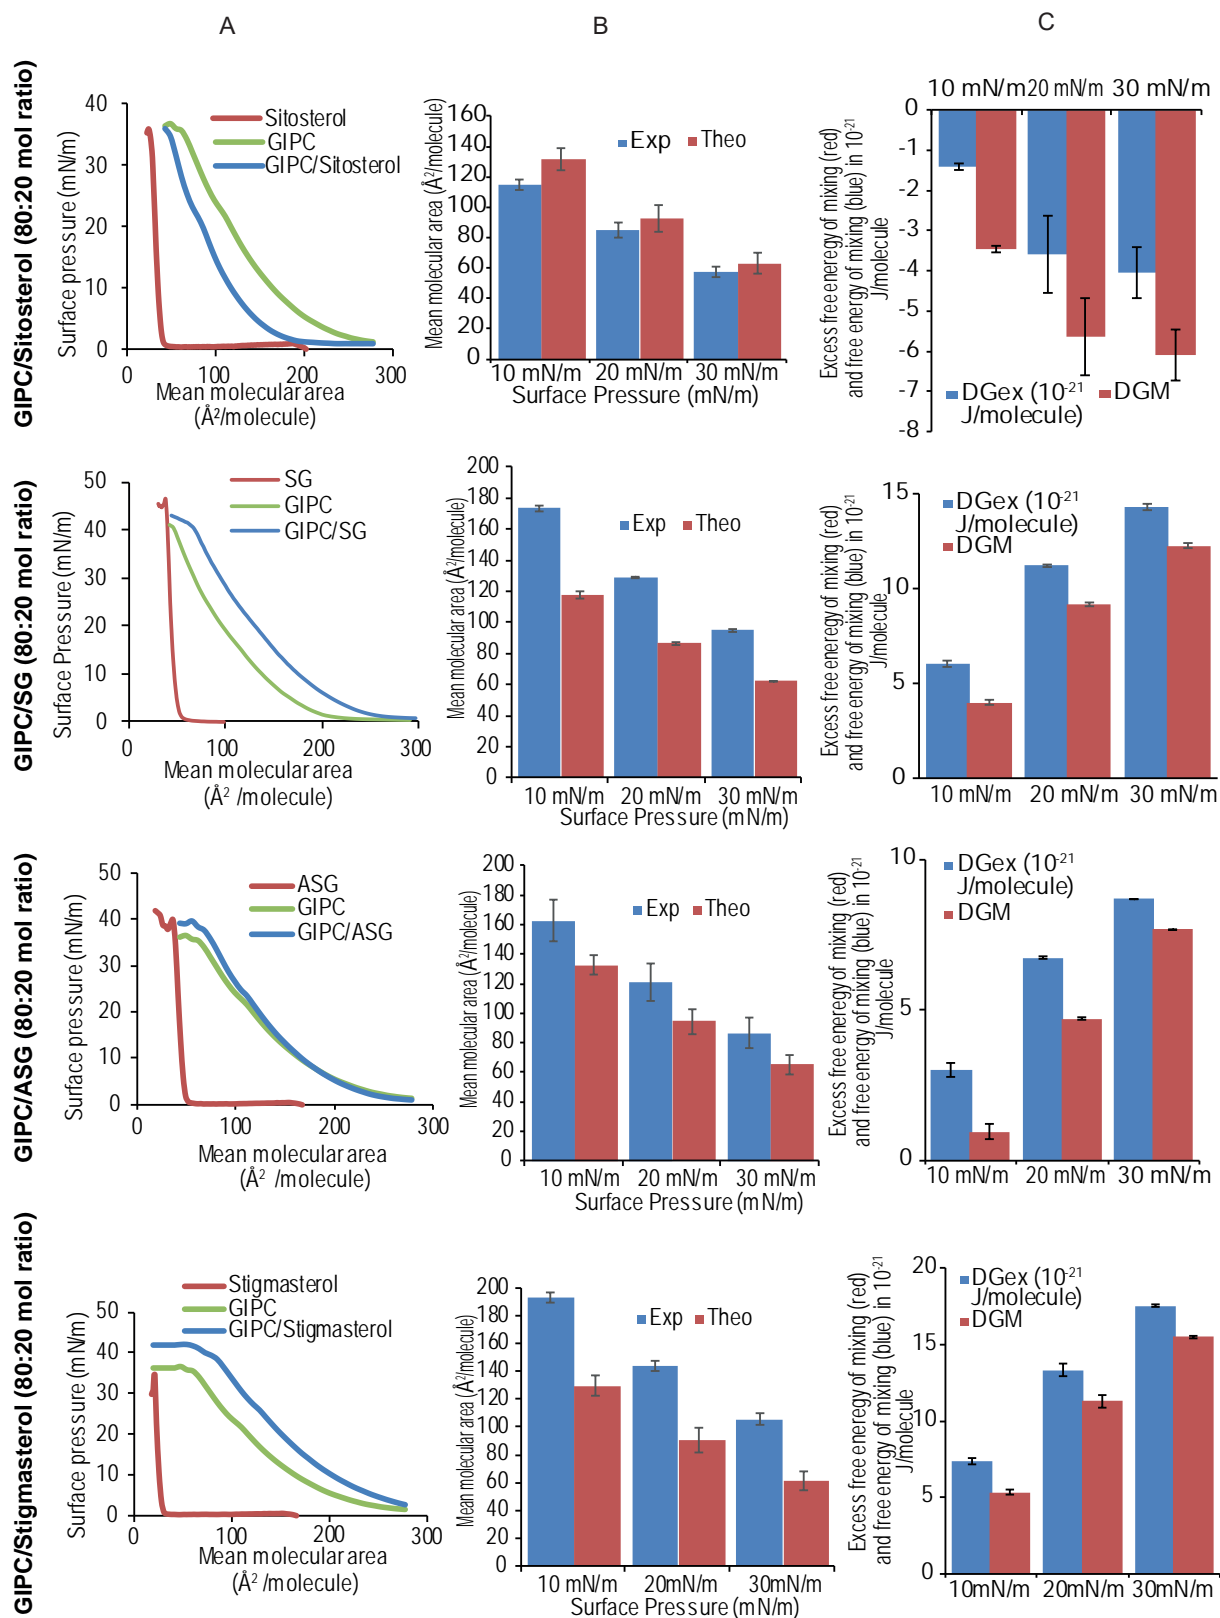 A
B
C
GIPC/Sitosterol (80:20 mol ratio)
Surface pressure (mN/m)
40
30
20
10
0
0
100
200
300
Sitosterol
GIPC
GIPC/Sitosterol
Mean molecular area
(Å²/molecule)
Mean molecular area (Å²/molecule)
160
140
120
100
80
60
40
20
0
Exp
Theo
10 mN/m
20 mN/m
30 mN/m
Surface Pressure (mN/m)
Excess free eneregy of mixing (red)
and free energy of mixing (blue) in 10⁻²¹
J/molecule
10 mN/m
20 mN/m
30 mN/m
0
-1
-2
-3
-4
-5
-6
-7
-8
DGex (10⁻²¹
J/molecule)
DGM
GIPC/SG (80:20 mol ratio)
Surface Pressure (mN/m)
50
40
30
20
10
0
0
100
200
300
SG
GIPC
GIPC/SG
Mean molecular area
(Å² /molecule)
Mean molecular area (Å²/molecule)
200
180
160
140
120
100
80
60
40
20
0
Exp
Theo
10 mN/m
20 mN/m
30 mN/m
Surface Pressure (mN/m)
Excess free eneregy of mixing (red)
and free energy of mixing (blue) in 10⁻²¹
J/molecule
15
10
5
0
DGex (10⁻²¹
J/molecule)
DGM
10 mN/m
20 mN/m
30 mN/m
GIPC/ASG (80:20 mol ratio)
Surface pressure (mN/m)
50
40
30
20
10
0
0
100
200
300
ASG
GIPC
GIPC/ASG
Mean molecular area
(Å² /molecule)
Mean molecular area (Å²/molecule)
200
180
160
140
120
100
80
60
40
20
0
Exp
Theo
10 mN/m
20 mN/m
30 mN/m
Surface Pressure (mN/m)
Excess free eneregy of mixing (red)
and free energy of mixing (blue) in 10⁻²¹
J/molecule
10
5
0
DGex (10⁻²¹
J/molecule)
DGM
10 mN/m
20 mN/m
30 mN/m
GIPC/Stigmasterol (80:20 mol ratio)
Surface pressure (mN/m)
50
40
30
20
10
0
0
100
200
300
Stigmasterol
GIPC
GIPC/Stigmasterol
Mean molecular area
(Å² /molecule)
Mean molecular area (Å²/molecule)
200
180
160
140
120
100
80
60
40
20
0
Exp
Theo
10 mN/m
20mN/m
30mN/m
Surface Pressure (mN/m)
Excess free eneregy of mixing (red)
and free energy of mixing (blue) in 10⁻²¹
J/molecule
20
15
10
5
0
DGex (10⁻²¹
J/molecule)
DGM
10mN/m
20mN/m
30mN/m